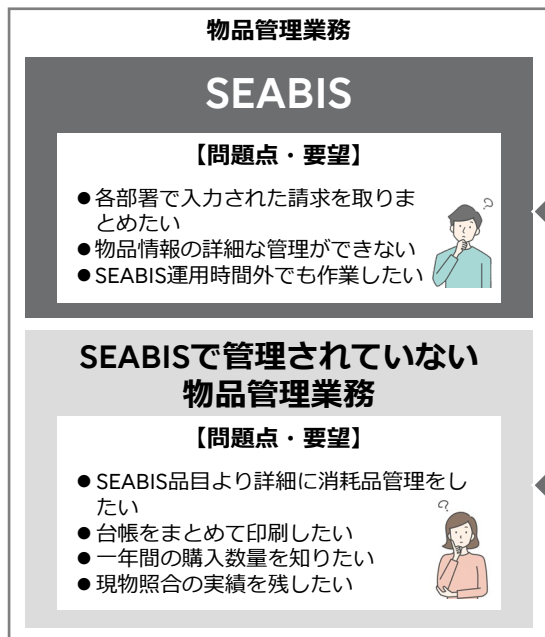 物品管理業務
SEABIS
【問題点・要望】
●各部署で入力された請求を取りま
とめたい
●物品情報の詳細な管理ができない
●SEABIS運用時間外でも作業したい
SEABISで管理されていない
物品管理業務
【問題点・要望】
●SEABIS品目より詳細に消耗品管理をし
たい
●台帳をまとめて印刷したい
●一年間の購入数量を知りたい
●現物照合の実績を残したい